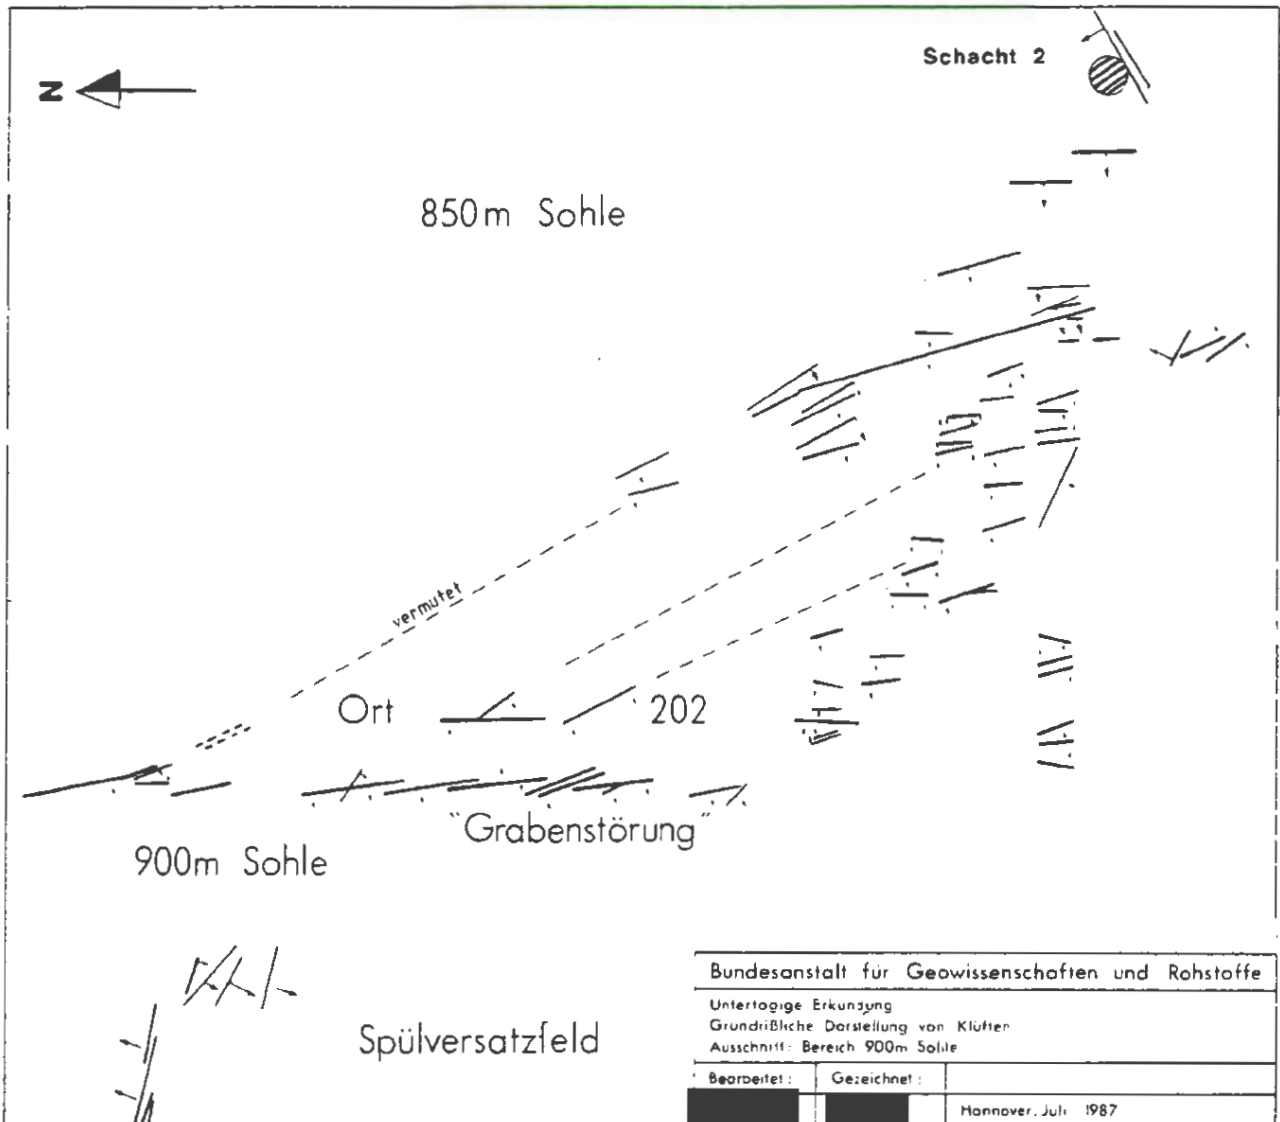 Schacht 2
N
850m Sohle
vermutet
Ort 202
"Grabenstörung"
900m Sohle
Spülversatzfeld
Bundesanstalt für Geowissenschaften und Rohstoffe
Untertagige Erkundung
Grundrißliche Darstellung von Klüften
Ausschnitt: Bereich 900m Sohle
Bearbeitet: Gezeichnet:
Hannover, Juli 1987